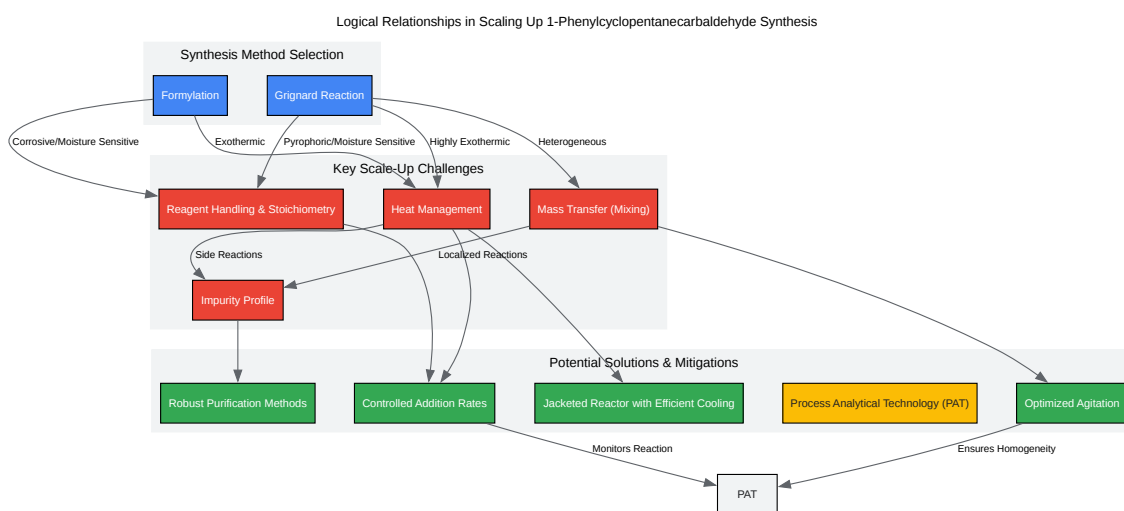 Logical Relationships in Scaling Up 1-Phenylcyclopentanecarbaldehyde Synthesis
Synthesis Method Selection
Formylation
Grignard Reaction
Corrosive/Moisture Sensitive
Exothermic
Pyrophoric/Moisture Sensitive
Highly Exothermic
Heterogeneous
Key Scale-Up Challenges
Reagent Handling & Stoichiometry
Heat Management
Mass Transfer (Mixing)
Side Reactions
Localized Reactions
Impurity Profile
Potential Solutions & Mitigations
Robust Purification Methods
Controlled Addition Rates
Jacketed Reactor with Efficient Cooling
Process Analytical Technology (PAT)
Optimized Agitation
Monitors Reaction
Ensures Homogeneity
PAT